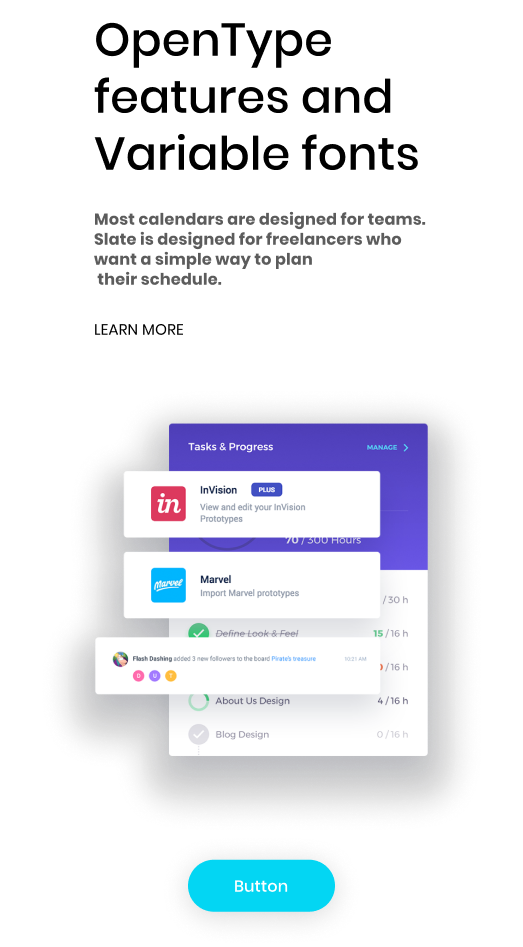 OpenType
features and
Variable fonts
Most calendars are designed for teams.
Slate is designed for freelancers who
want a simple way to plan
their schedule.
LEARN MORE
Tasks & Progress
MANAGE
InVision PLUS
in
View and edit your InVision
Prototypes
70 / 300 Hours
Marvel
Marvel
Import Marvel prototypes
/ 30 h
Define Look & Feel 15 / 16 h
Flash Dashing added 3 new followers to the board Pirate's treasure 10:21 AM
/ 16 h
D U T
About Us Design 4 / 16 h
Blog Design 0 / 16 h
Button